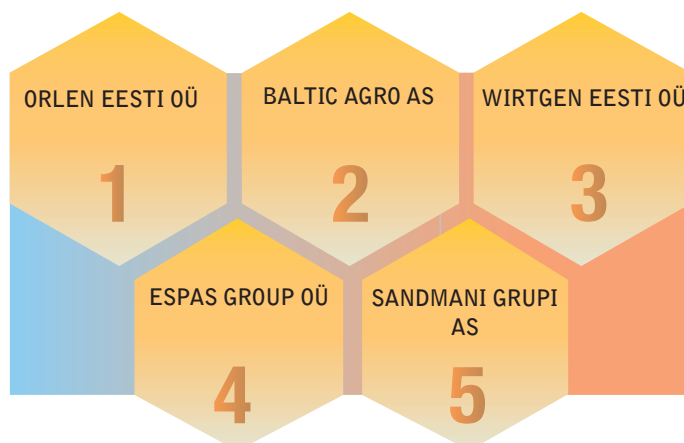 ORLEN EESTI OÜ
1
BALTIC AGRO AS
2
WIRTGEN EESTI OÜ
3
ESPAS GROUP OÜ
4
SANDMANI GRUPI
AS
5